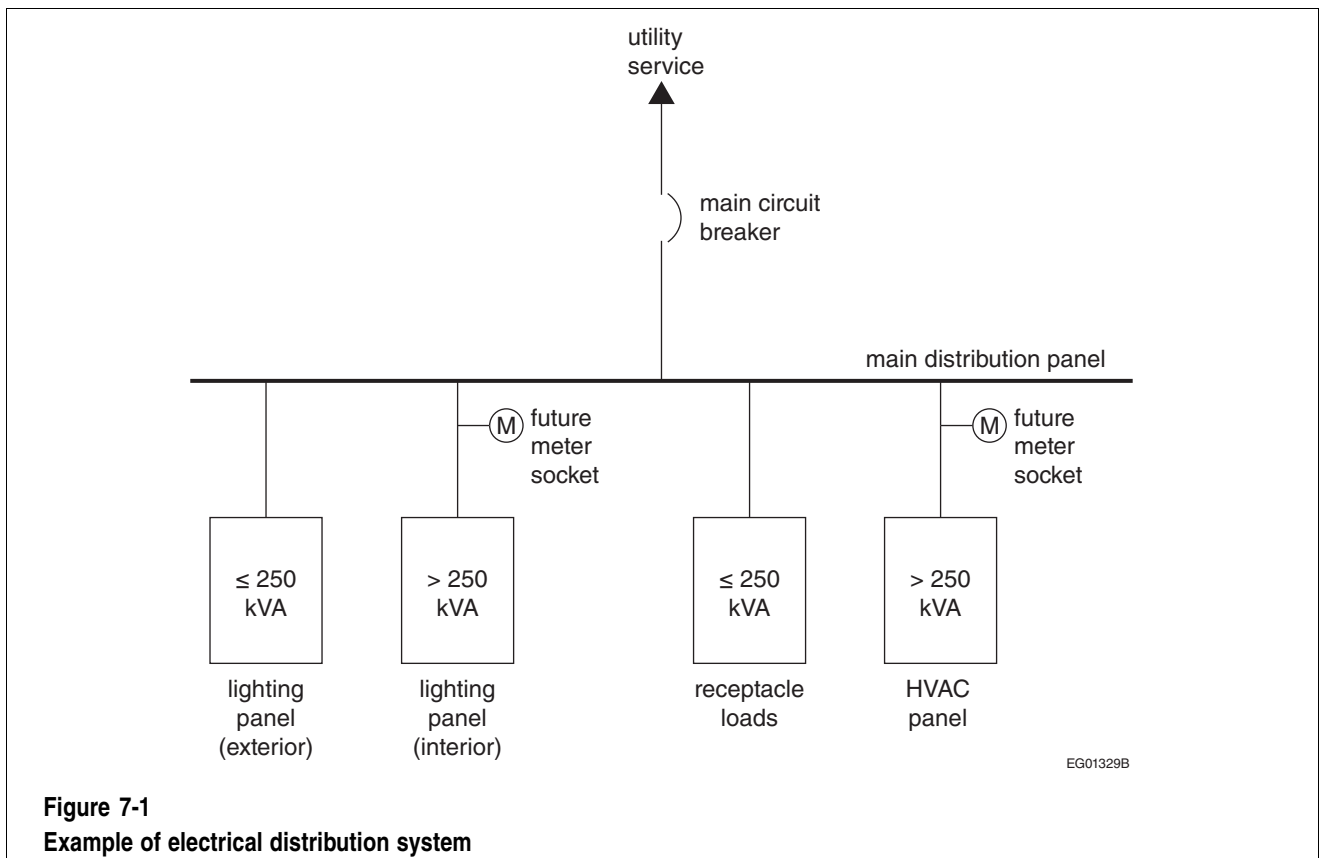 utility
service
main circuit
breaker
main distribution panel
M
future
meter
socket
M
future
meter
socket
≤ 250
kVA
> 250
kVA
≤ 250
kVA
> 250
kVA
lighting
panel
(exterior)
lighting
panel
(interior)
receptacle
loads
HVAC
panel
EG01329B
Figure 7-1
Example of electrical distribution system